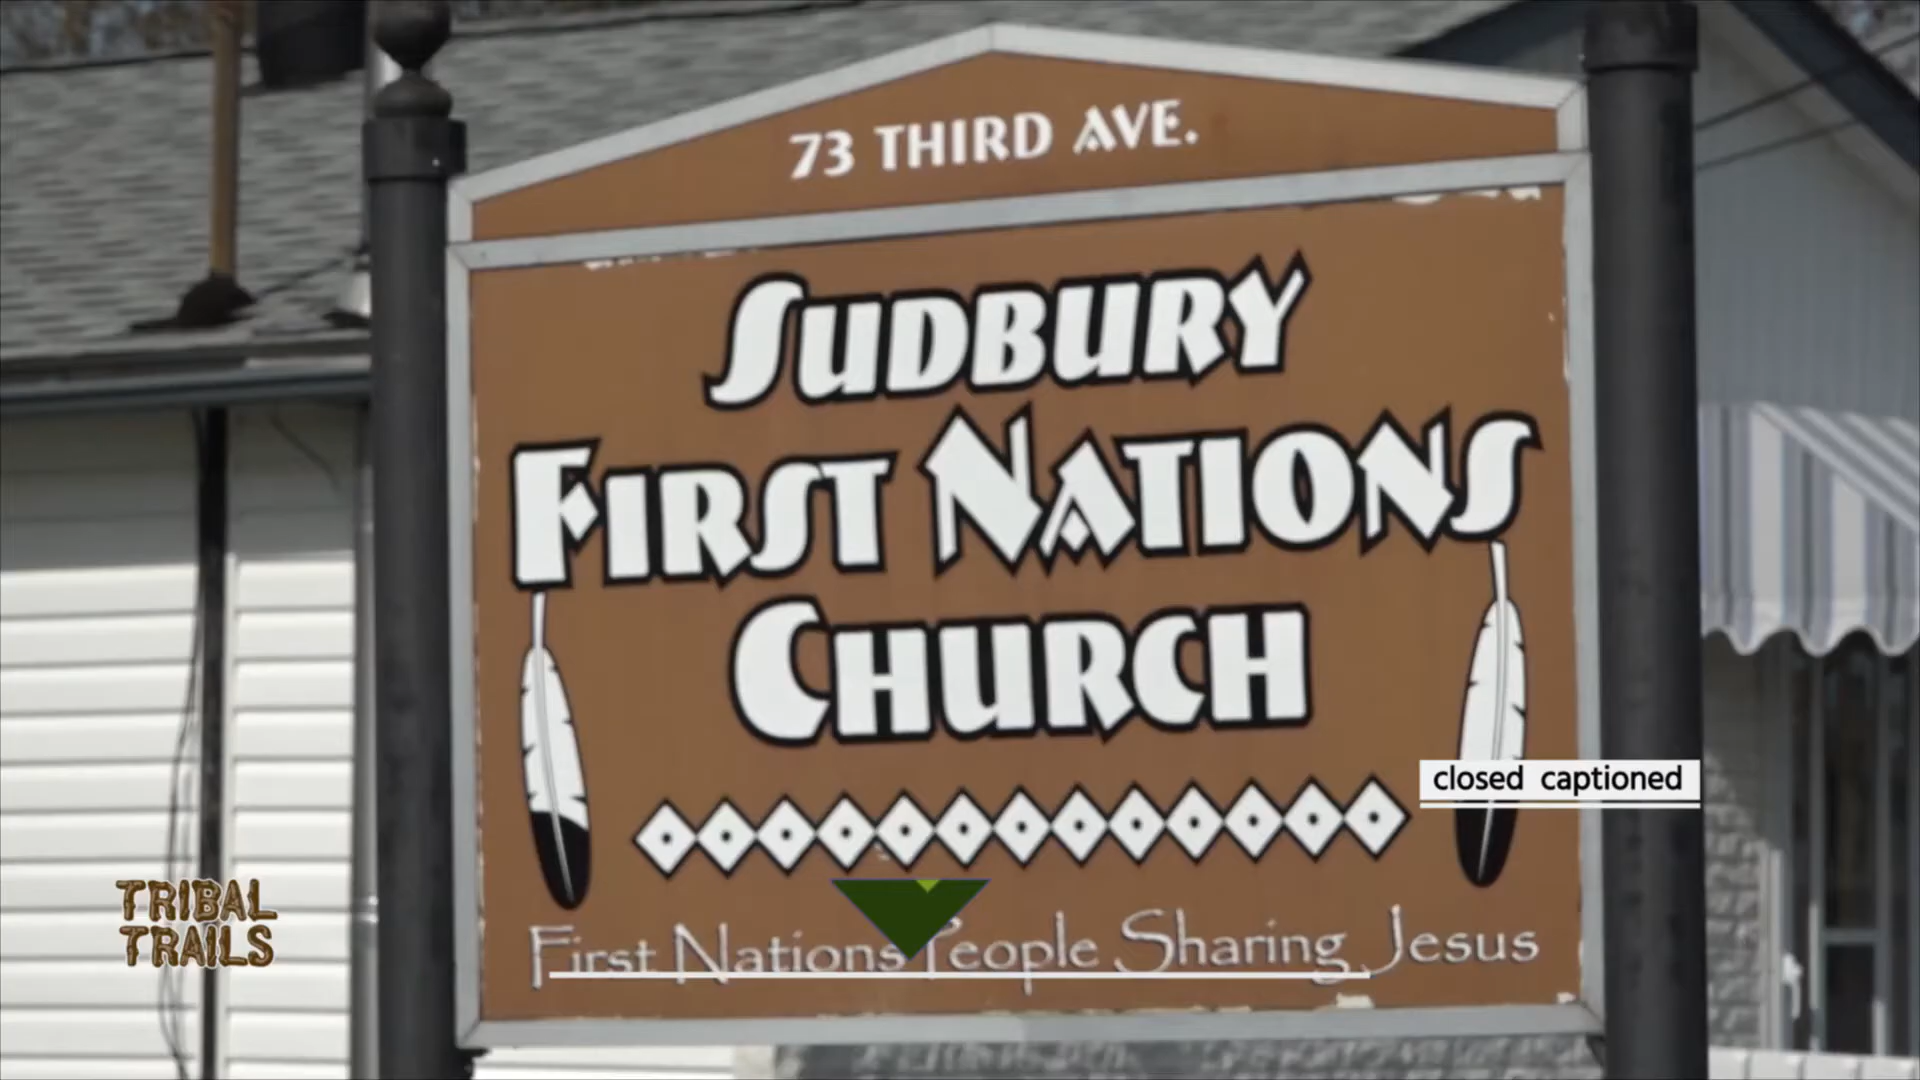 73 THIRD AVE.
SUDBURY
FIRST NATIONS
CHURCH
closed captioned
First Nations People Sharing Jesus
TRIBAL
TRAILS